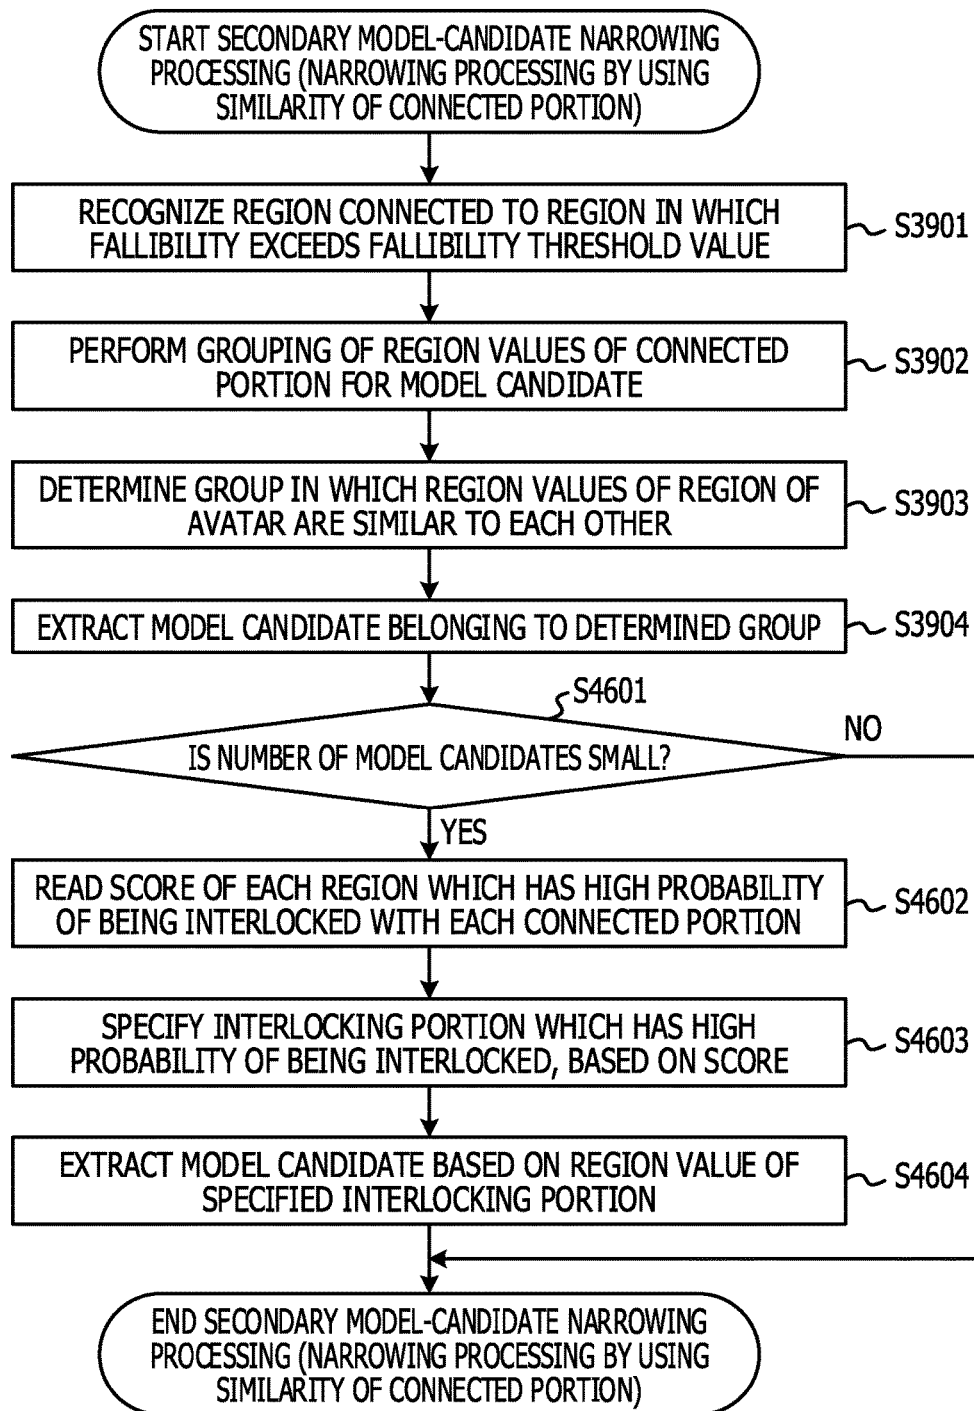 START SECONDARY MODEL-CANDIDATE NARROWING
PROCESSING (NARROWING PROCESSING BY USING
SIMILARITY OF CONNECTED PORTION)
RECOGNIZE REGION CONNECTED TO REGION IN WHICH
FALLIBILITY EXCEEDS FALLIBILITY THRESHOLD VALUE
S3901
PERFORM GROUPING OF REGION VALUES OF CONNECTED
PORTION FOR MODEL CANDIDATE
S3902
DETERMINE GROUP IN WHICH REGION VALUES OF REGION OF
AVATAR ARE SIMILAR TO EACH OTHER
S3903
EXTRACT MODEL CANDIDATE BELONGING TO DETERMINED GROUP
S3904
S4601
IS NUMBER OF MODEL CANDIDATES SMALL?
NO
YES
READ SCORE OF EACH REGION WHICH HAS HIGH PROBABILITY
OF BEING INTERLOCKED WITH EACH CONNECTED PORTION
S4602
SPECIFY INTERLOCKING PORTION WHICH HAS HIGH
PROBABILITY OF BEING INTERLOCKED, BASED ON SCORE
S4603
EXTRACT MODEL CANDIDATE BASED ON REGION VALUE OF
SPECIFIED INTERLOCKING PORTION
S4604
END SECONDARY MODEL-CANDIDATE NARROWING
PROCESSING (NARROWING PROCESSING BY USING
SIMILARITY OF CONNECTED PORTION)